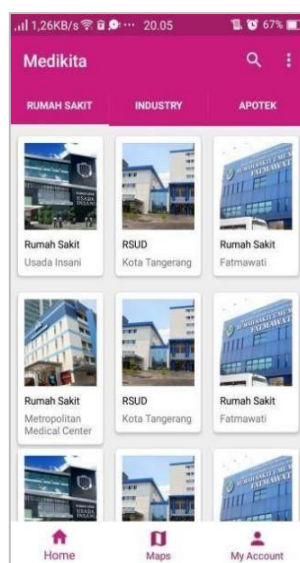 1,26KB/s ... 20.05 67%
Medikita
RUMAH SAKIT INDUSTRY APOTEK
Rumah Sakit
Usada Insani
RSUD
Kota Tangerang
Rumah Sakit
Fatmawati
Rumah Sakit
Metropolitan
Medical Center
RSUD
Kota Tangerang
Rumah Sakit
Fatmawati
Home Maps My Account